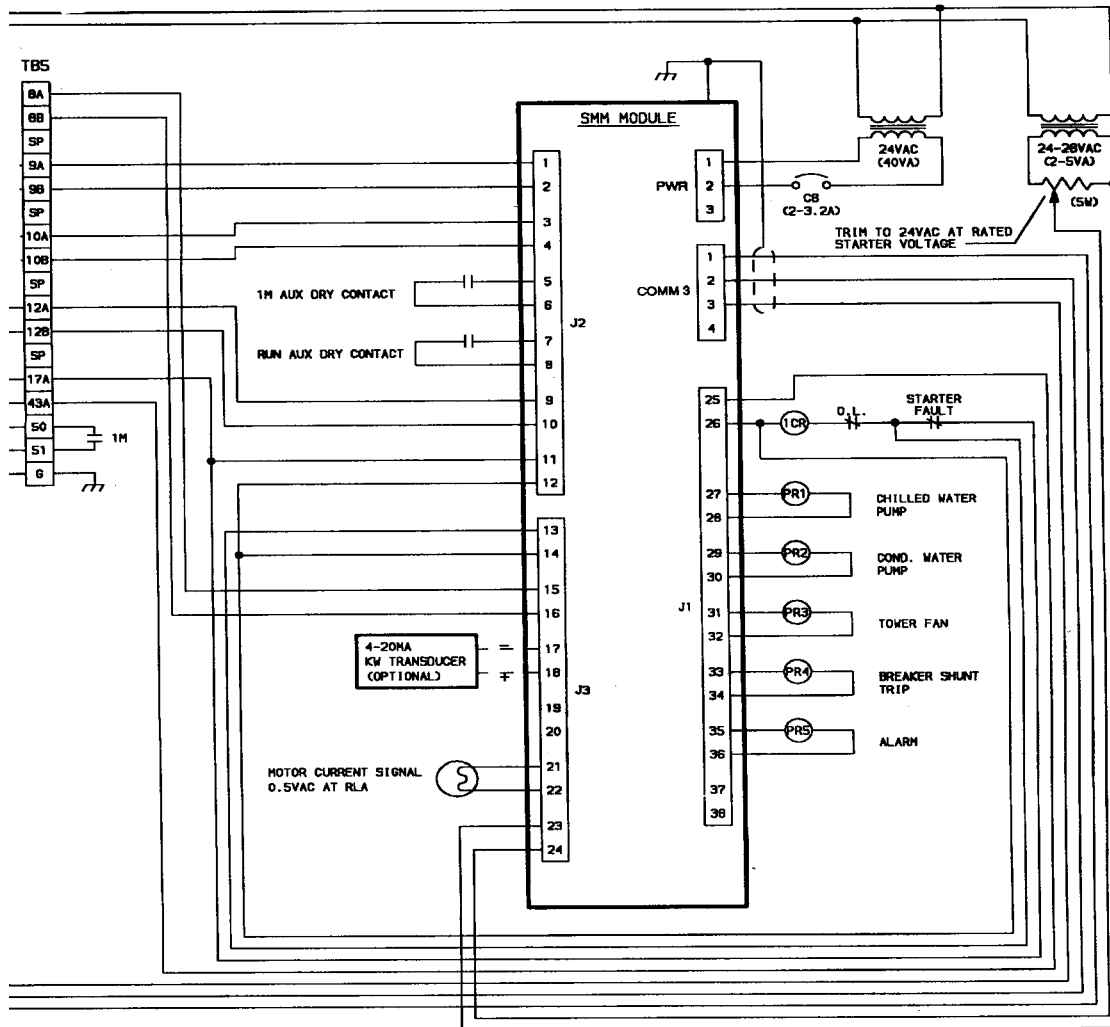 TB5
8A
8B
SP
9A
9B
SP
10A
10B
SP
12A
12B
SP
17A
43A
50
51
G
1M
SMM MODULE
1
2
3
4
5
6
7
8
9
10
11
12
J2
1M AUX DRY CONTACT
RUN AUX DRY CONTACT
13
14
15
16
17
18
19
20
21
22
23
24
J3
4-20MA
KW TRANSDUCER
(OPTIONAL)
- =
- ∓
MOTOR CURRENT SIGNAL
0.5VAC AT RLA
PWR
1
2
3
CB
(2-3.2A)
24VAC
(40VA)
24-28VAC
(2-5VA)
(5W)
TRIM TO 24VAC AT RATED
STARTER VOLTAGE
COMM 3
1
2
3
4
J1
25
26
27
28
29
30
31
32
33
34
35
36
37
38
1CR
O.L.
STARTER
FAULT
PR1
CHILLED WATER
PUMP
PR2
COND. WATER
PUMP
PR3
TOWER FAN
PR4
BREAKER SHUNT
TRIP
PR5
ALARM